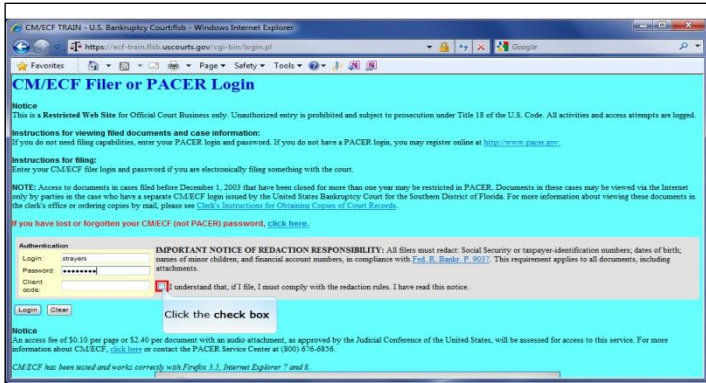 CM/ECF TRAIN - U.S. Bankruptcy Court:flsb - Windows Internet Explorer
https://ecf-train.flsb.uscourts.gov/cgi-bin/login.pl
Google
Favorites Page Safety Tools
CM/ECF Filer or PACER Login
Notice
This is a Restricted Web Site for Official Court Business only. Unauthorized entry is prohibited and subject to prosecution under Title 18 of the U.S. Code. All activities and access attempts are logged.
Instructions for viewing filed documents and case information:
If you do not need filing capabilities, enter your PACER login and password. If you do not have a PACER login, you may register online at http://www.pacer.gov.
Instructions for filing:
Enter your CM/ECF filer login and password if you are electronically filing something with the court.
NOTE: Access to documents in cases filed before December 1, 2003 that have been closed for more than one year may be restricted in PACER. Documents in these cases may be viewed via the Internet
only by parties in the case who have a separate CM/ECF login issued by the United States Bankruptcy Court for the Southern District of Florida. For more information about viewing these documents in
the clerk's office or ordering copies by mail, please see Clerk's Instructions for Obtaining Copies of Court Records.
If you have lost or forgotten your CM/ECF (not PACER) password, click here.
Authentication
Login: strayers
Password: ••••••••
Client
code:
IMPORTANT NOTICE OF REDACTION RESPONSIBILITY: All filers must redact: Social Security or taxpayer-identification numbers; dates of birth;
names of minor children; and financial account numbers, in compliance with Fed. R. Bankr. P. 9037. This requirement applies to all documents, including
attachments.
I understand that, if I file, I must comply with the redaction rules. I have read this notice.
Login Clear
Click the check box
Notice
An access fee of $0.10 per page or $2.40 per document with an audio attachment, as approved by the Judicial Conference of the United States, will be assessed for access to this service. For more
information about CM/ECF, click here or contact the PACER Service Center at (800) 676-6856.
CM/ECF has been tested and works correctly with Firefox 3.5, Internet Explorer 7 and 8.